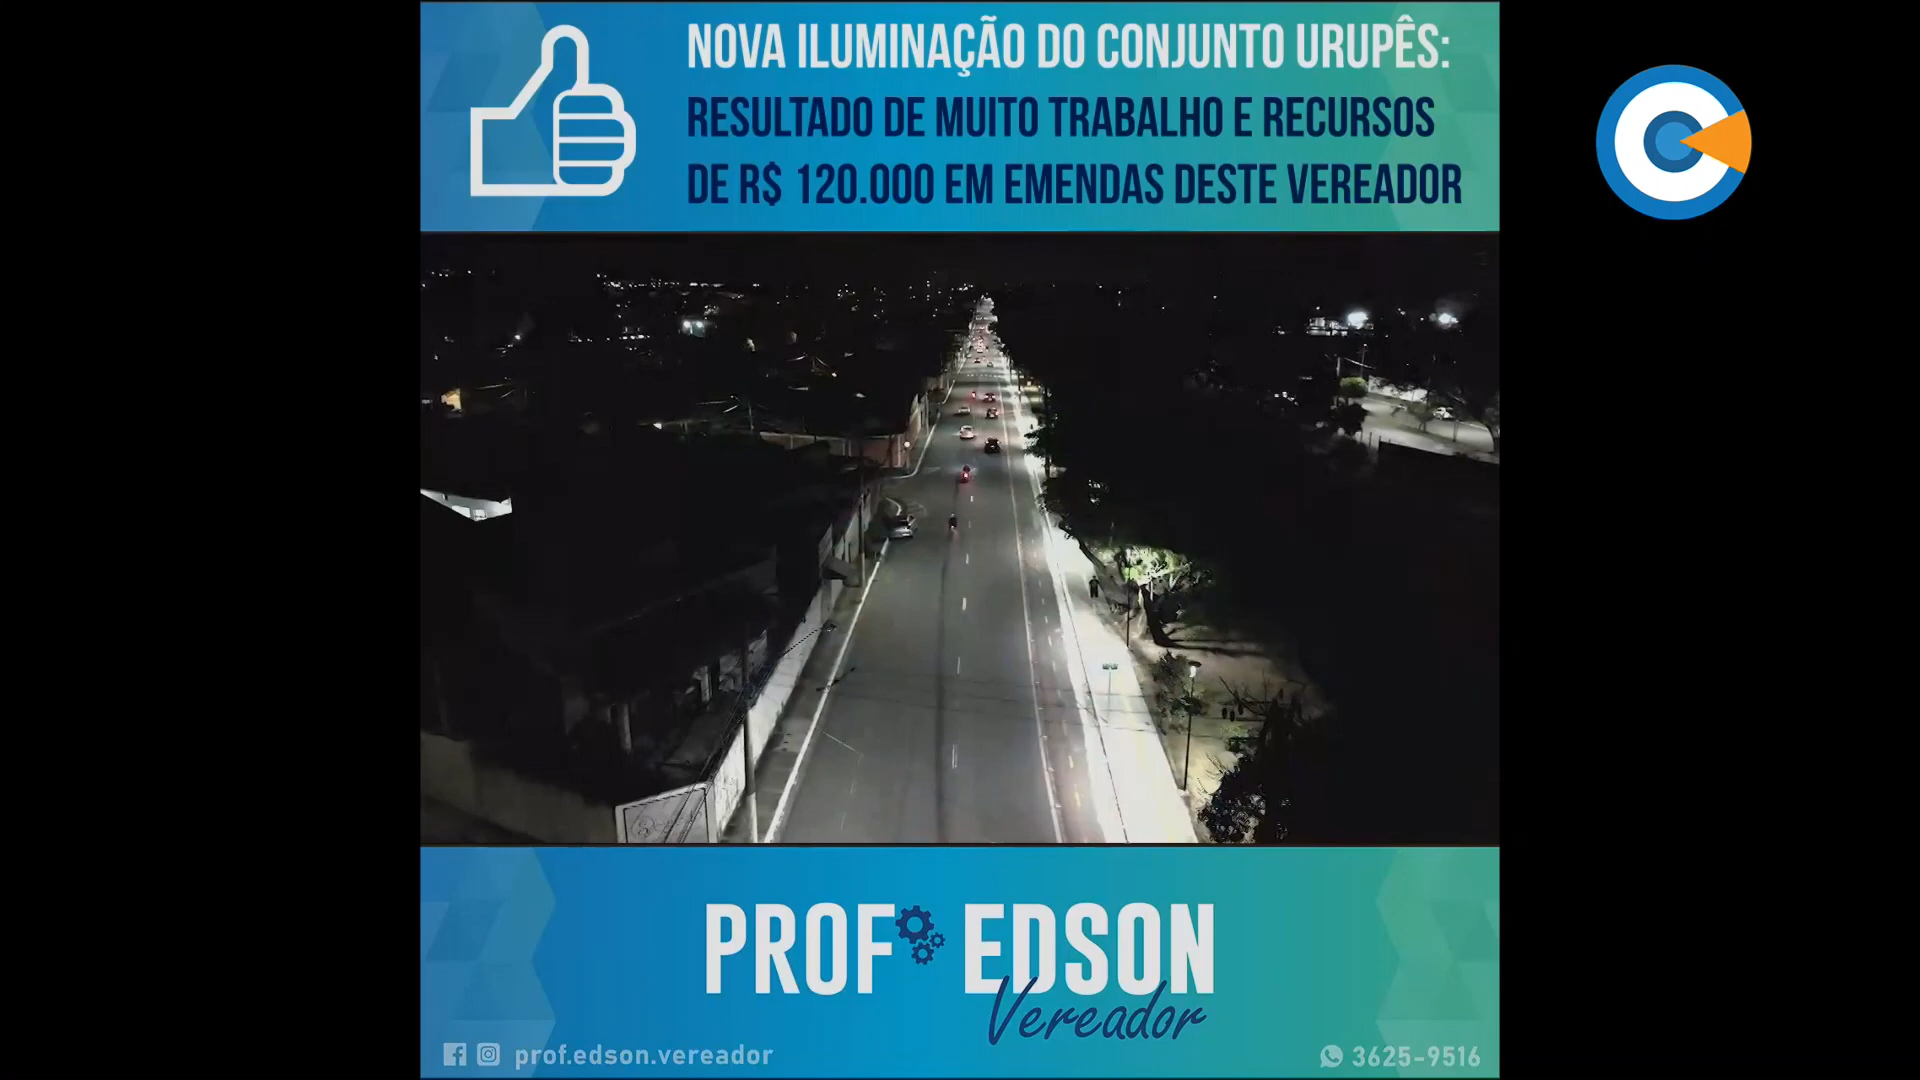 NOVA ILUMINAÇÃO DO CONJUNTO URUPÊS:
RESULTADO DE MUITO TRABALHO E RECURSOS
DE R$ 120.000 EM EMENDAS DESTE VEREADOR
PROF EDSON
Vereador
prof.edson.vereador
3625-9516